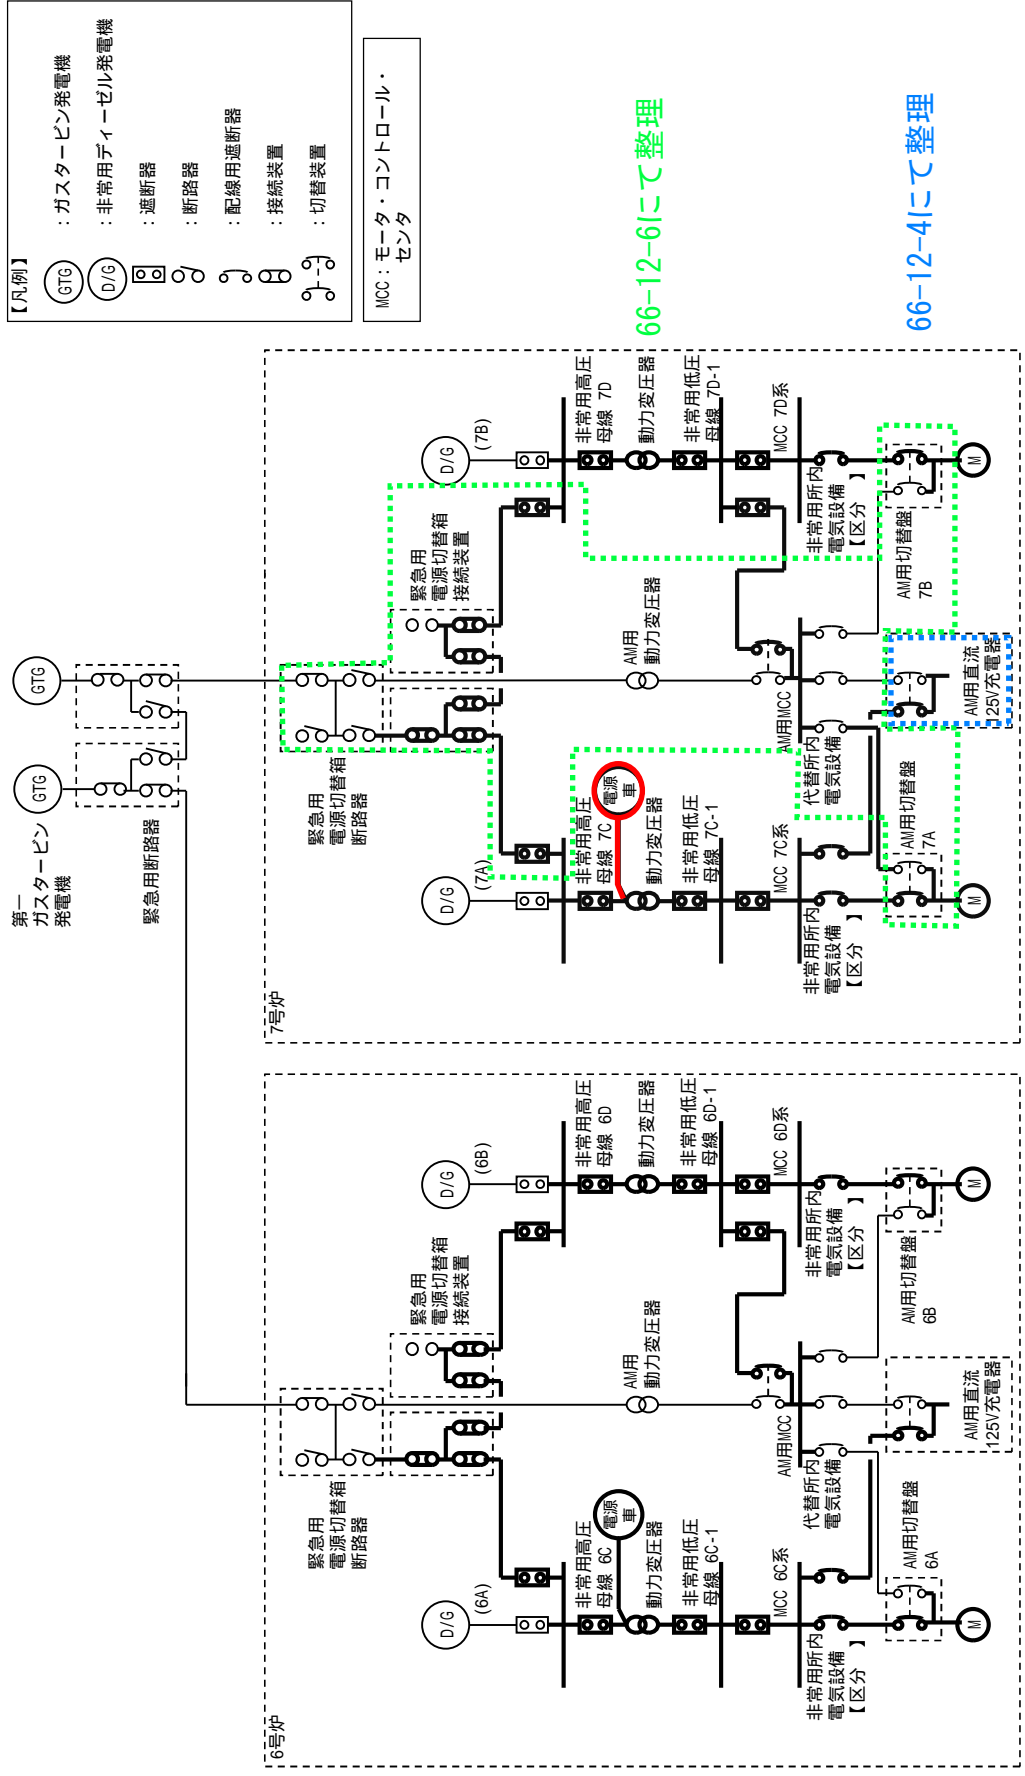 【凡例】
GTG
：ガスタービン発電機
D/G
：非常用ディーゼル発電機
：遮断器
：断路器
：配線用遮断器
：接続装置
：切替装置
MCC：モータ・コントロール・
センタ
66-12-6にて整理
66-12-4にて整理
第一
ガスタービン
発電機
GTG
GTG
緊急用断路器
7号炉
緊急用
電源切替箱
断路器
緊急用
電源切替箱
接続装置
D/G
(7A)
D/G
(7B)
非常用高圧
母線 7C
電源
車
動力変圧器
非常用低圧
母線 7C-1
MCC 7C系
非常用所内
電気設備
【区分　】
AM用切替盤
7A
M
AM用
動力変圧器
AM用MCC
代替所内
電気設備
AM用直流
125V充電器
非常用高圧
母線 7D
動力変圧器
非常用低圧
母線 7D-1
MCC 7D系
非常用所内
電気設備
【区分　】
AM用切替盤
7B
M
6号炉
緊急用
電源切替箱
断路器
緊急用
電源切替箱
接続装置
D/G
(6A)
D/G
(6B)
非常用高圧
母線 6C
電源
車
動力変圧器
非常用低圧
母線 6C-1
MCC 6C系
非常用所内
電気設備
【区分　】
AM用切替盤
6A
M
AM用
動力変圧器
AM用MCC
代替所内
電気設備
AM用直流
125V充電器
非常用高圧
母線 6D
動力変圧器
非常用低圧
母線 6D-1
MCC 6D系
非常用所内
電気設備
【区分　】
AM用切替盤
6B
M